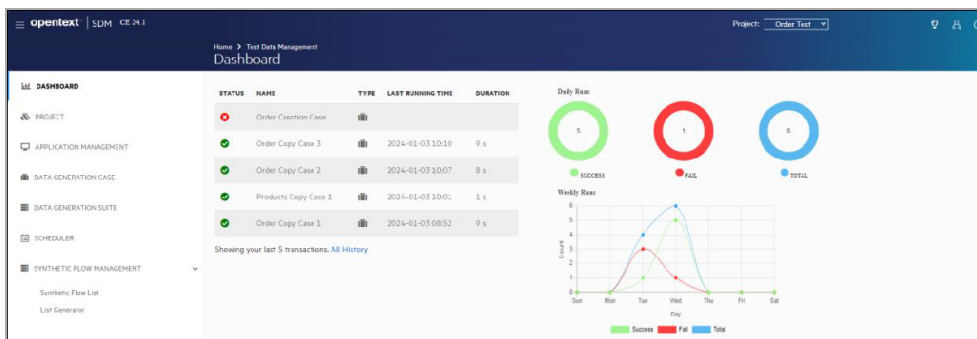 opentext | SDM CE 24.1
Project: Order Test
Home > Test Data Management
Dashboard
DASHBOARD
PROJECT
APPLICATION MANAGEMENT
DATA GENERATION CASE
DATA GENERATION SUITE
SCHEDULER
SYNTHETIC FLOW MANAGEMENT
Synthetic Flow List
List Generator
STATUS NAME TYPE LAST RUNNING TIME DURATION
Order Creation Case
Order Copy Case 3 2024-01-03 10:10 9 s
Order Copy Case 2 2024-01-03 10:07 8 s
Products Copy Case 1 2024-01-03 1 s
Order Copy Case 1 2024-01-03 08:52 9 s
Showing your last 5 transactions. All History
Daily Runs
5 1 6
SUCCESS FAIL TOTAL
Weekly Runs
Count
6
5
4
3
2
1
0
Sun Mon Tue Wed Thu Fri Sat
Day
Success Fail Total